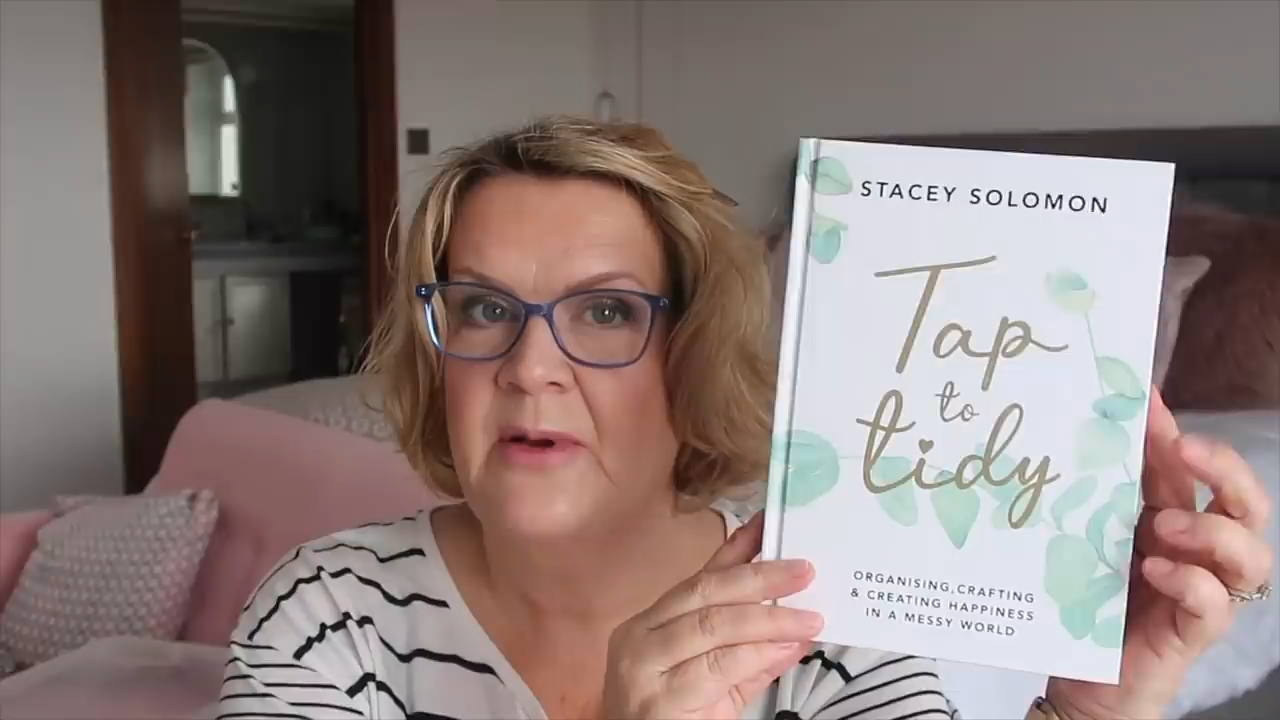 STACEY SOLOMON
Tap
to
tidy
ORGANISING, CRAFTING
& CREATING HAPPINESS
IN A MESSY WORLD